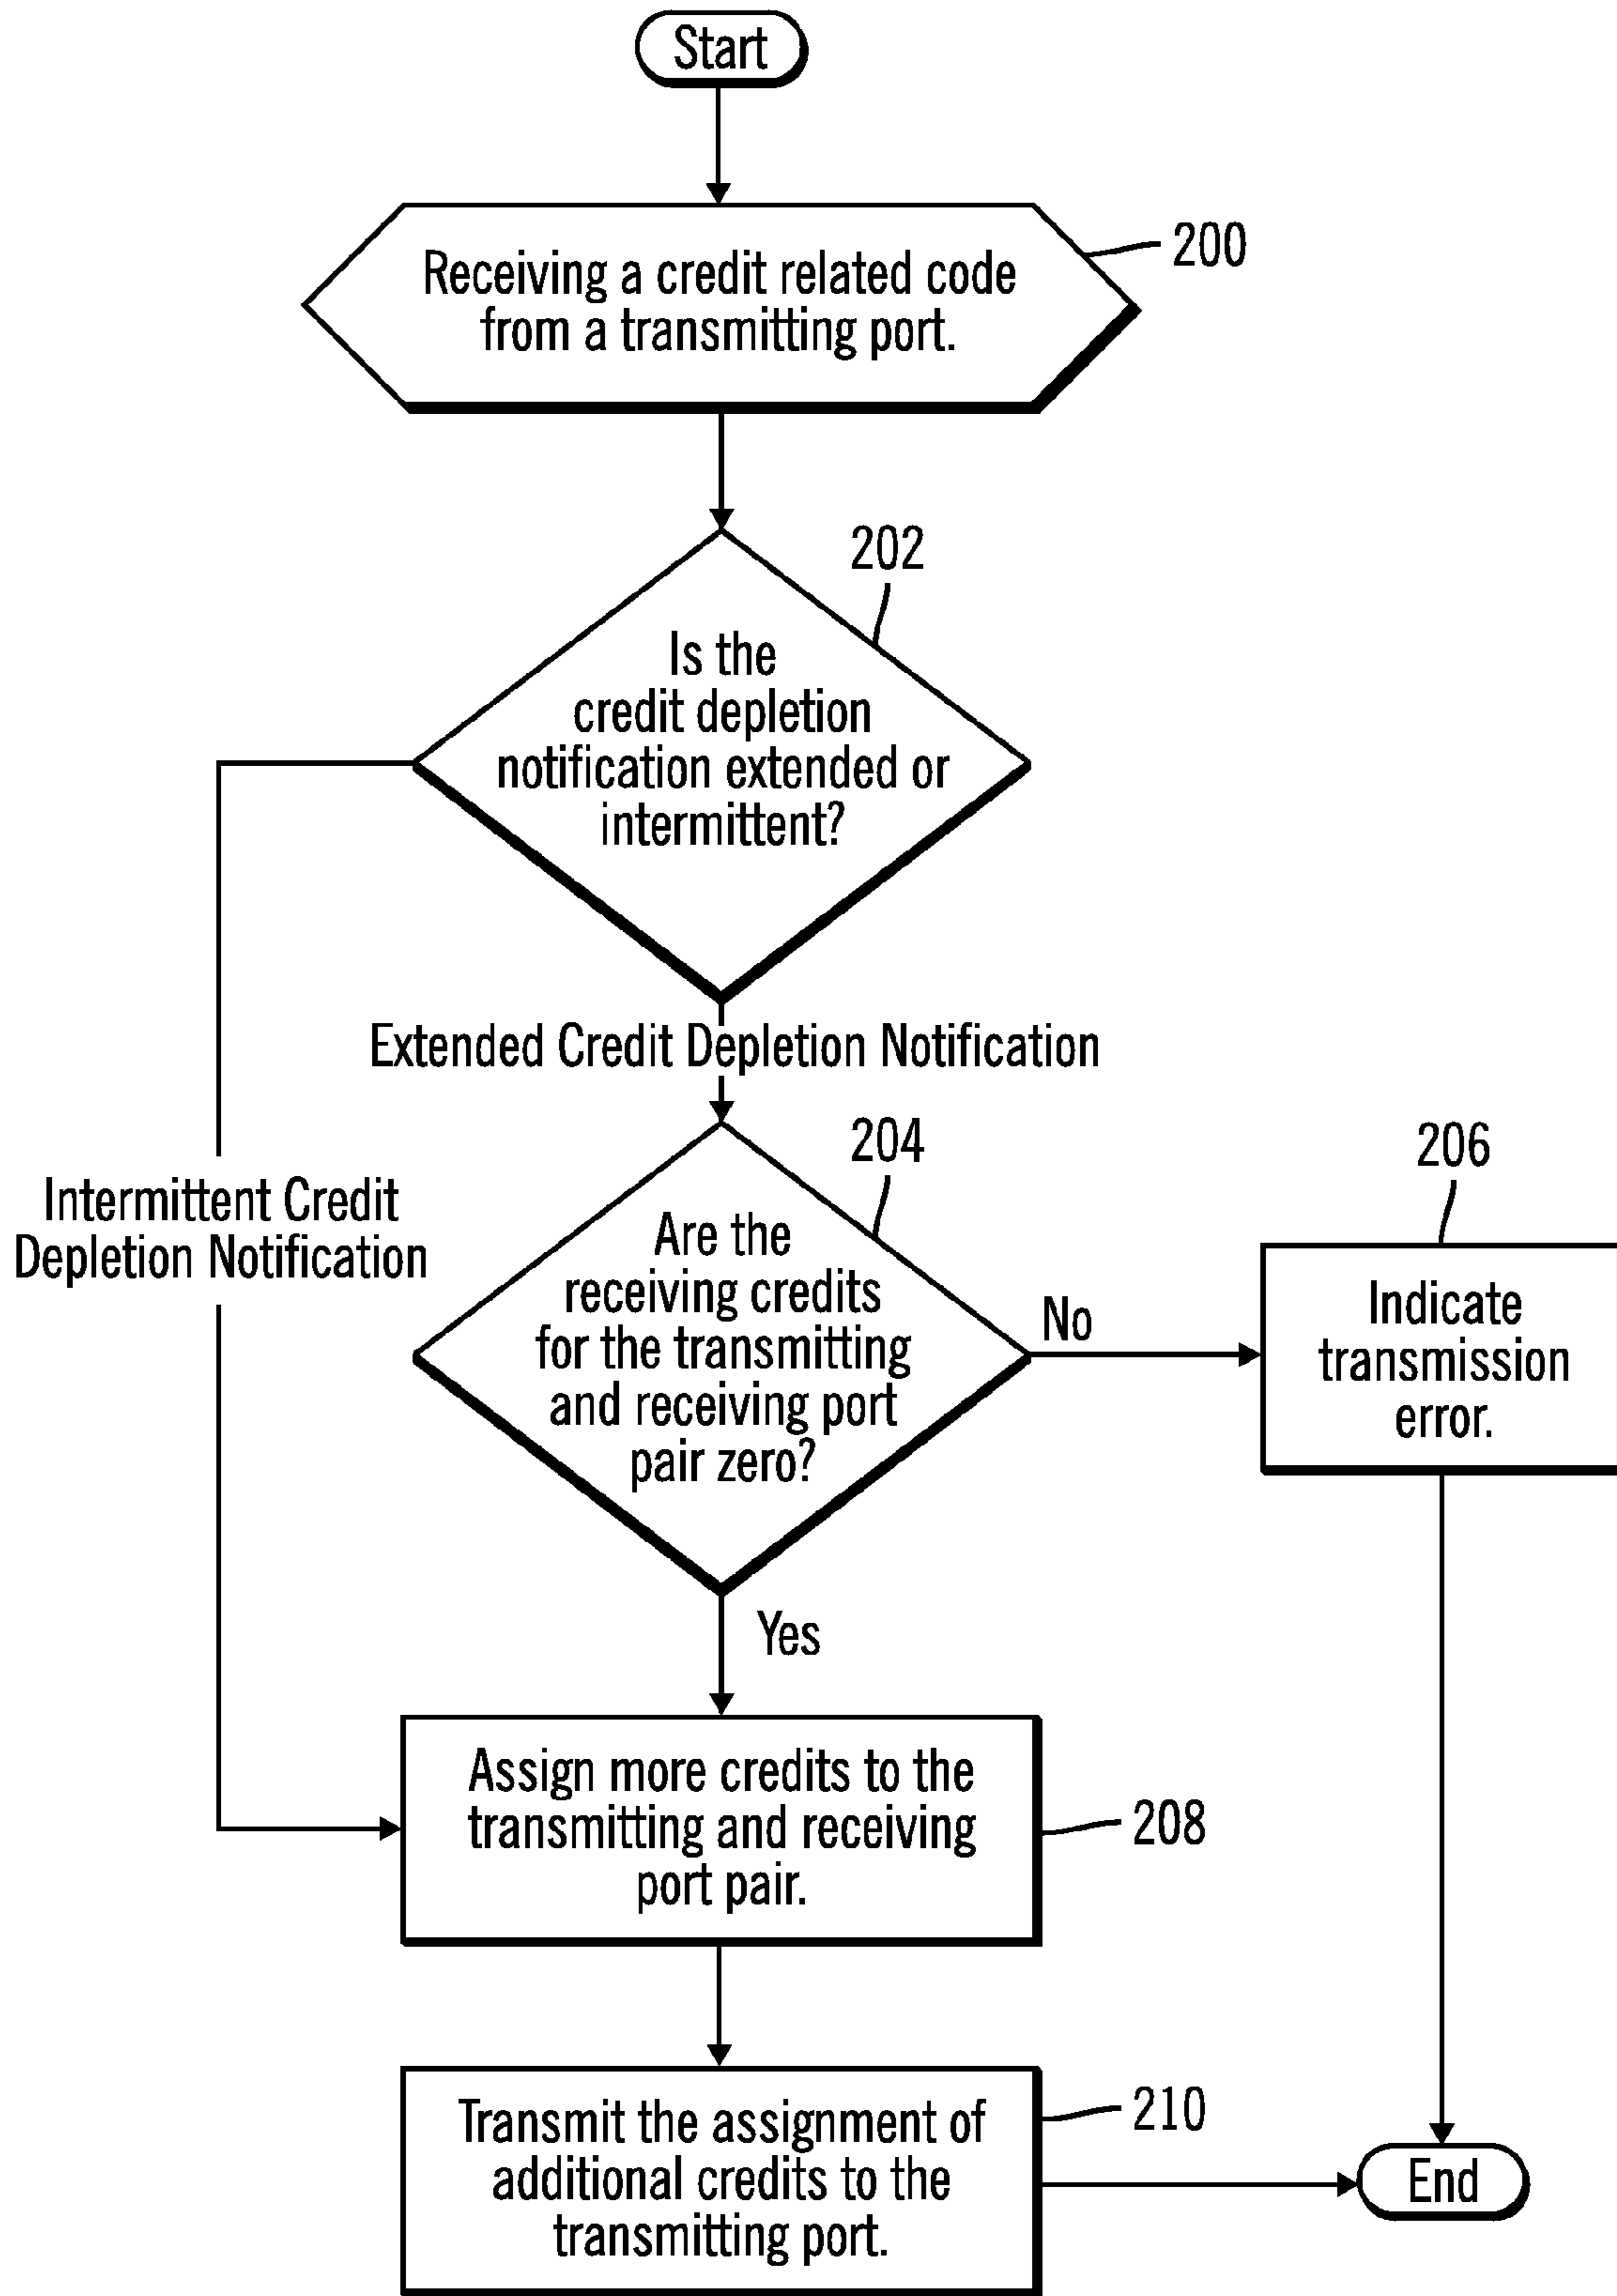 Start
Receiving a credit related code
from a transmitting port.
200
202
Is the
credit depletion
notification extended or
intermittent?
Extended Credit Depletion Notification
Intermittent Credit
Depletion Notification
204
Are the
receiving credits
for the transmitting
and receiving port
pair zero?
No
206
Indicate
transmission
error.
Yes
Assign more credits to the
transmitting and receiving
port pair.
208
Transmit the assignment of
additional credits to the
transmitting port.
210
End